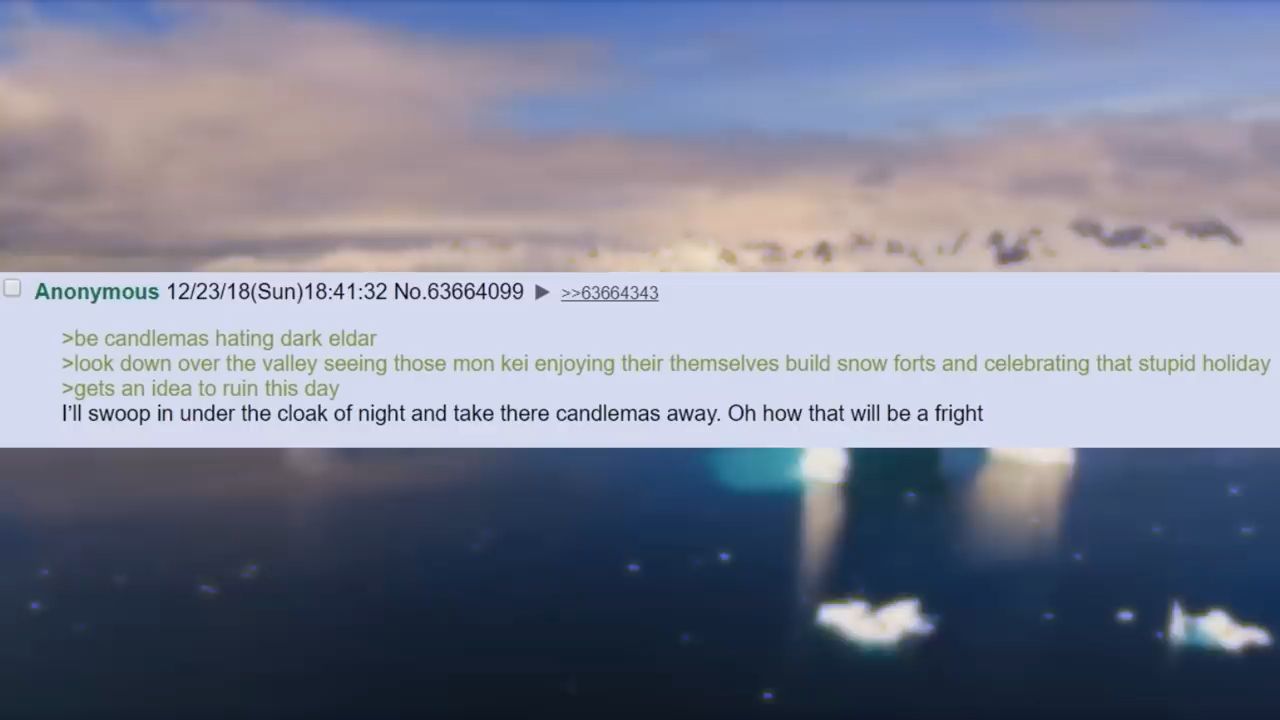 Anonymous 12/23/18(Sun)18:41:32 No.63664099 ▶ >>63664343
>be candlemas hating dark eldar
>look down over the valley seeing those mon kei enjoying their themselves build snow forts and celebrating that stupid holiday
>gets an idea to ruin this day
I'll swoop in under the cloak of night and take there candlemas away. Oh how that will be a fright